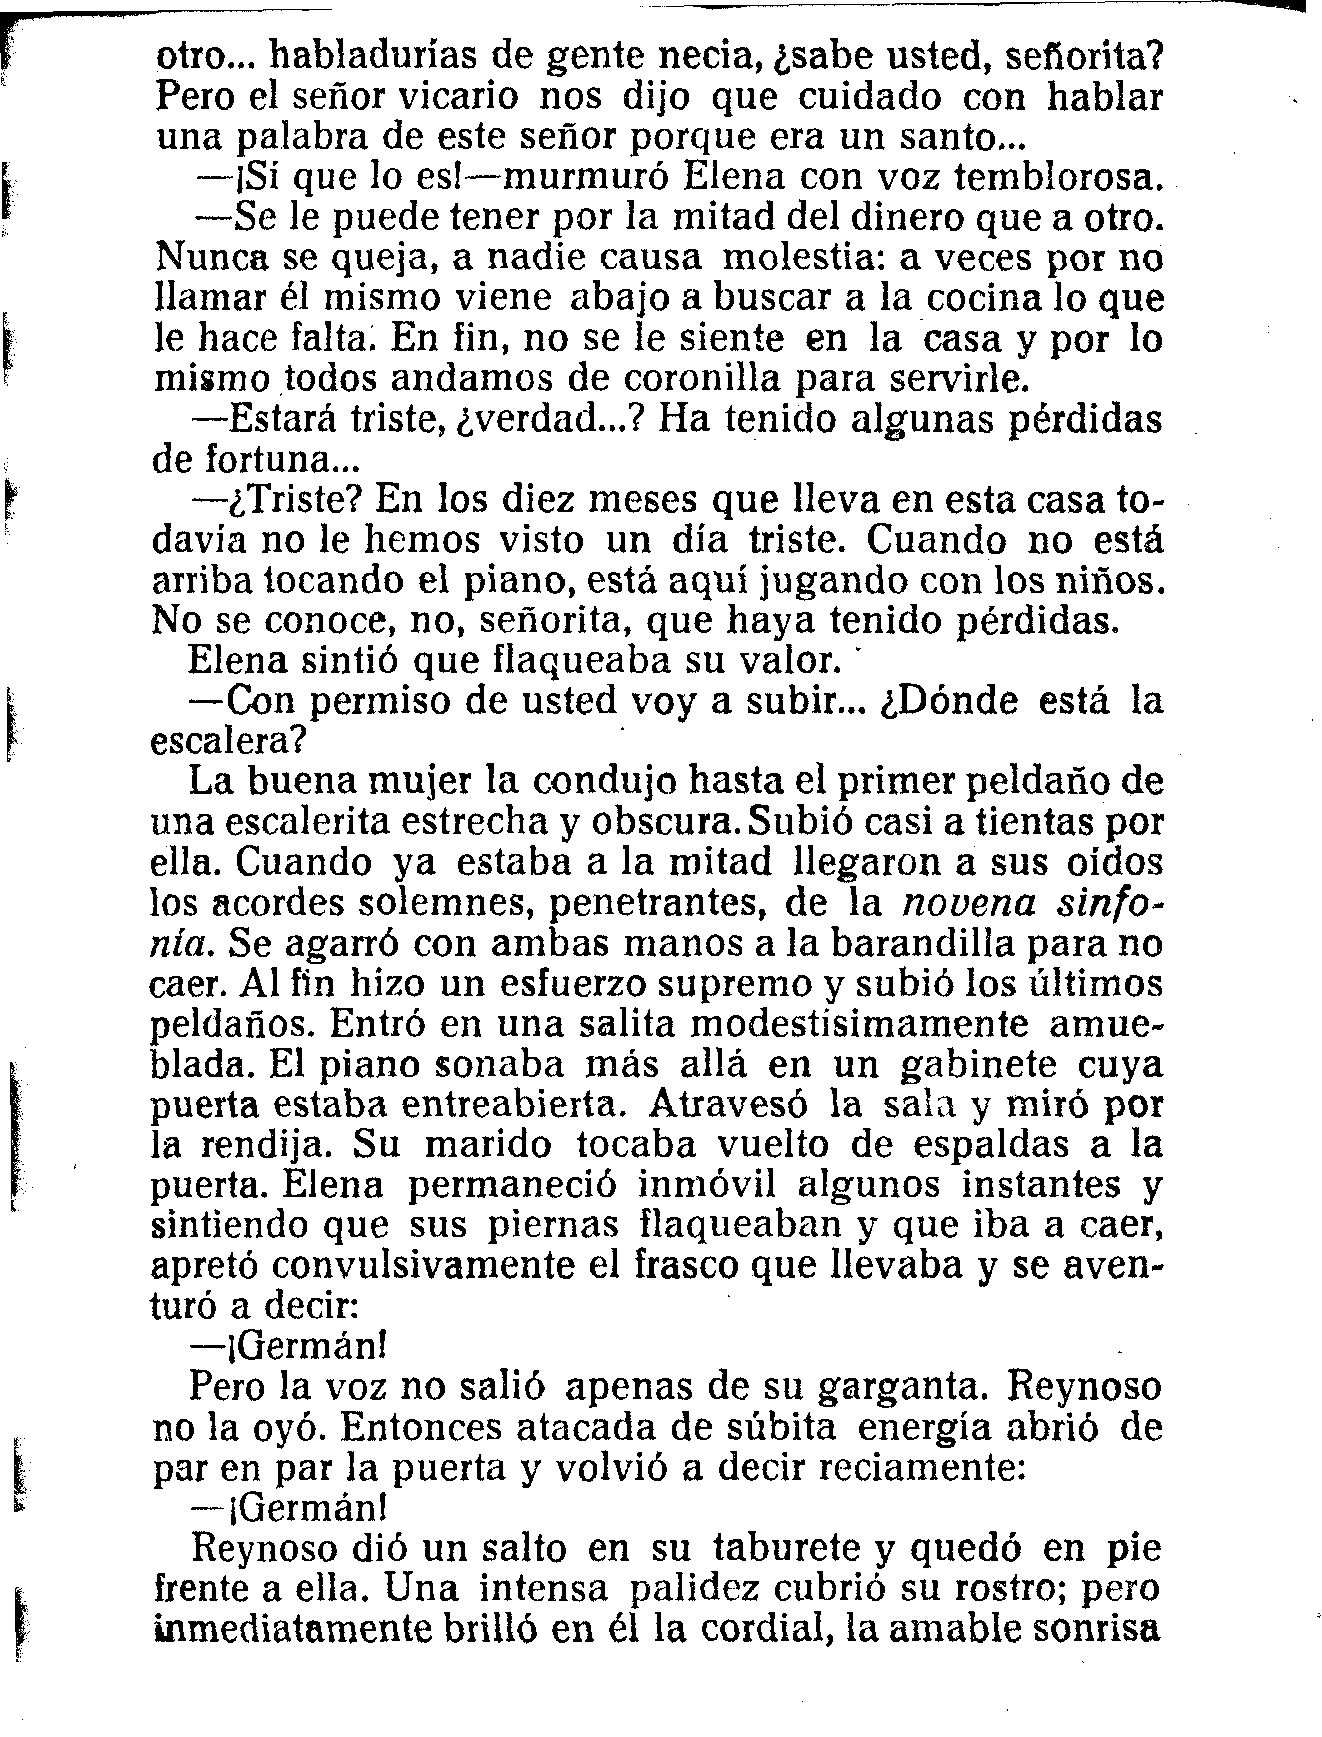 otro... habladurías de gente necia, ¿sabe usted, señorita?
Pero el señor vicario nos dijo que cuidado con hablar
una palabra de este señor porque era un santo...
—¡Sí que lo es!—murmuró Elena con voz temblorosa.
—Se le puede tener por la mitad del dinero que a otro.
Nunca se queja, a nadie causa molestia: a veces por no
llamar él mismo viene abajo a buscar a la cocina lo que
le hace falta. En fin, no se le siente en la casa y por lo
mismo todos andamos de coronilla para servirle.
—Estará triste, ¿verdad...? Ha tenido algunas pérdidas
de fortuna...
—¿Triste? En los diez meses que lleva en esta casa to-
davía no le hemos visto un día triste. Cuando no está
arriba tocando el piano, está aquí jugando con los niños.
No se conoce, no, señorita, que haya tenido pérdidas.
Elena sintió que flaqueaba su valor.
—Con permiso de usted voy a subir... ¿Dónde está la
escalera?
La buena mujer la condujo hasta el primer peldaño de
una escalerita estrecha y obscura. Subió casi a tientas por
ella. Cuando ya estaba a la mitad llegaron a sus oídos
los acordes solemnes, penetrantes, de la novena sinfo-
nía. Se agarró con ambas manos a la barandilla para no
caer. Al fin hizo un esfuerzo supremo y subió los últimos
peldaños. Entró en una salita modestísimamente amue-
blada. El piano sonaba más allá en un gabinete cuya
puerta estaba entreabierta. Atravesó la sala y miró por
la rendija. Su marido tocaba vuelto de espaldas a la
puerta. Elena permaneció inmóvil algunos instantes y
sintiendo que sus piernas flaqueaban y que iba a caer,
apretó convulsivamente el frasco que llevaba y se aven-
turó a decir:
—¡Germán!
Pero la voz no salió apenas de su garganta. Reynoso
no la oyó. Entonces atacada de súbita energía abrió de
par en par la puerta y volvió a decir reciamente:
—¡Germán!
Reynoso dió un salto en su taburete y quedó en pie
frente a ella. Una intensa palidez cubrió su rostro; pero
inmediatamente brilló en él la cordial, la amable sonrisa